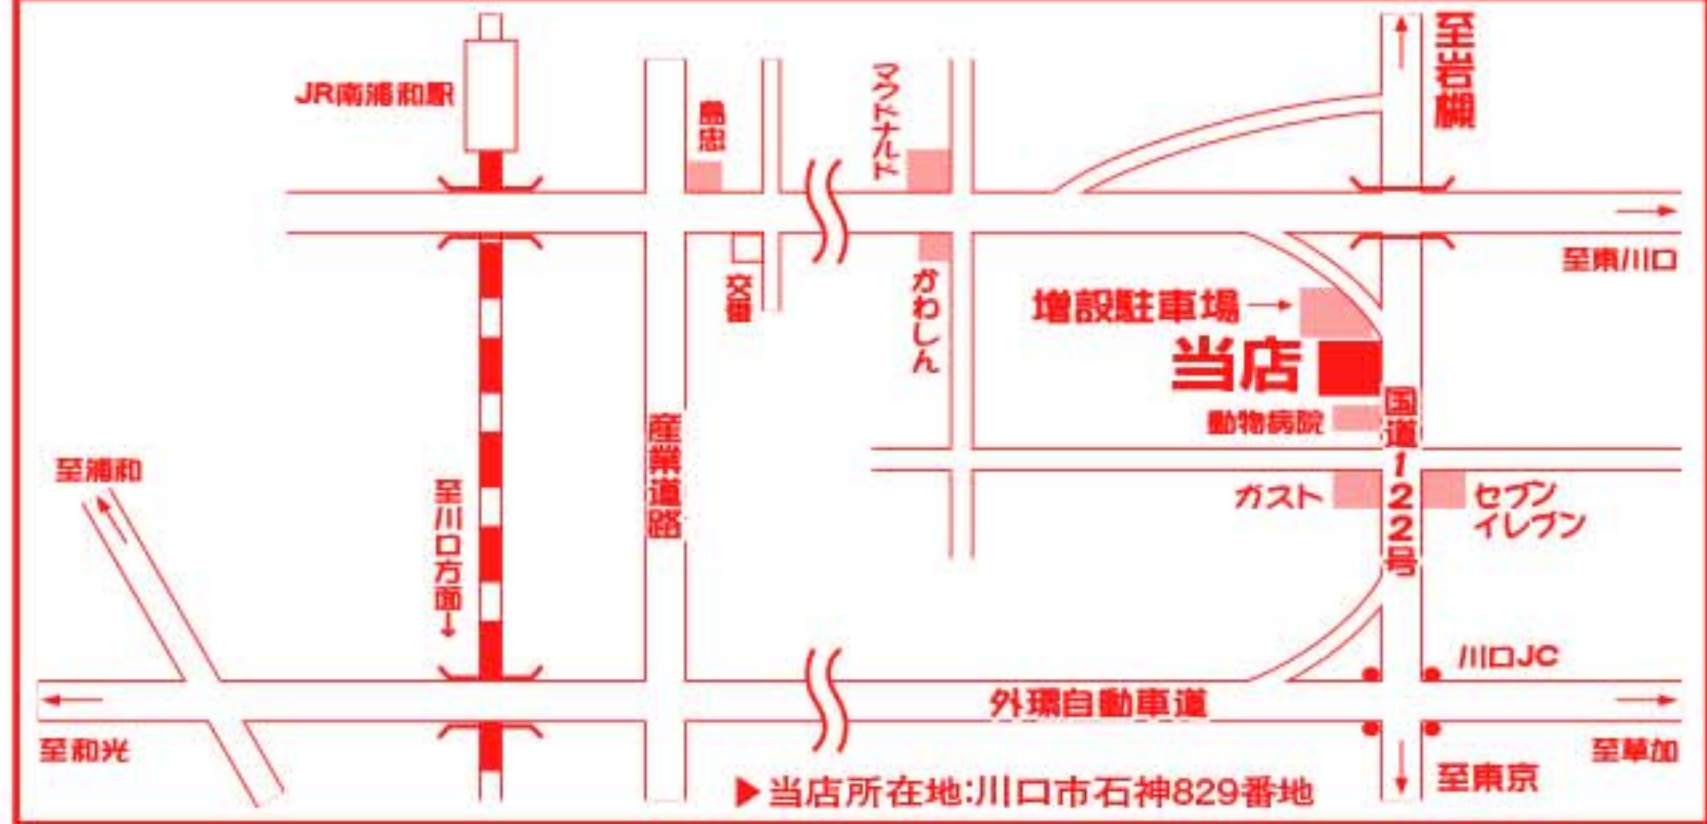 至岩槻
JR南浦和駅
島忠
マクドナルド
至東川口
交番
かわしん
増設駐車場→
当店
動物病院
国道122号
産業道路
至浦和
至川口方面→
ガスト
セブン
イレブン
川口JC
外環自動車道
至和光
至草加
至東京
▶当店所在地:川口市石神829番地